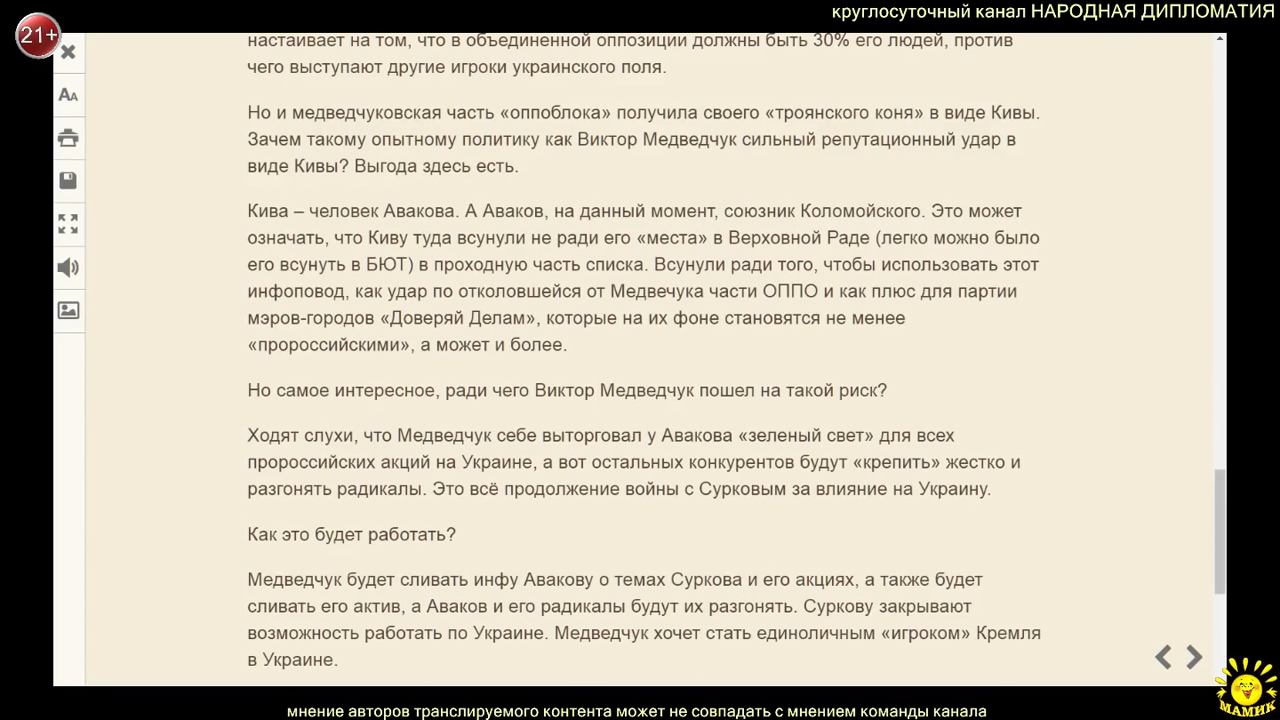 круглосуточный канал НАРОДНАЯ ДИПЛОМАТИЯ
21+
настаивает на том, что в объединенной оппозиции должны быть 30% его людей, против
чего выступают другие игроки украинского поля.
Но и медведчуковская часть «оппоблока» получила своего «троянского коня» в виде Кивы.
Зачем такому опытному политику как Виктор Медведчук сильный репутационный удар в
виде Кивы? Выгода здесь есть.
Кива – человек Авакова. А Аваков, на данный момент, союзник Коломойского. Это может
означать, что Киву туда всунули не ради его «места» в Верховной Раде (легко можно было
его всунуть в БЮТ) в проходную часть списка. Всунули ради того, чтобы использовать этот
инфоповод, как удар по отколовшейся от Медвечука части ОППО и как плюс для партии
мэров-городов «Доверяй Делам», которые на их фоне становятся не менее
«пророссийскими», а может и более.
Но самое интересное, ради чего Виктор Медведчук пошел на такой риск?
Ходят слухи, что Медведчук себе выторговал у Авакова «зеленый свет» для всех
пророссийских акций на Украине, а вот остальных конкурентов будут «крепить» жестко и
разгонять радикалы. Это всё продолжение войны с Сурковым за влияние на Украину.
Как это будет работать?
Медведчук будет сливать инфу Авакову о темах Суркова и его акциях, а также будет
сливать его актив, а Аваков и его радикалы будут их разгонять. Суркову закрывают
возможность работать по Украине. Медведчук хочет стать единоличным «игроком» Кремля
в Украине.
МАМИК
мнение авторов транслируемого контента может не совпадать с мнением команды канала